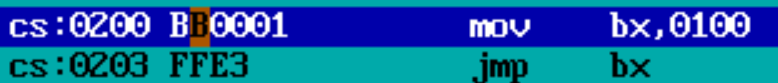 cs:0200 BB0001 mov bx,0100
cs:0203 FFE3 jmp bx